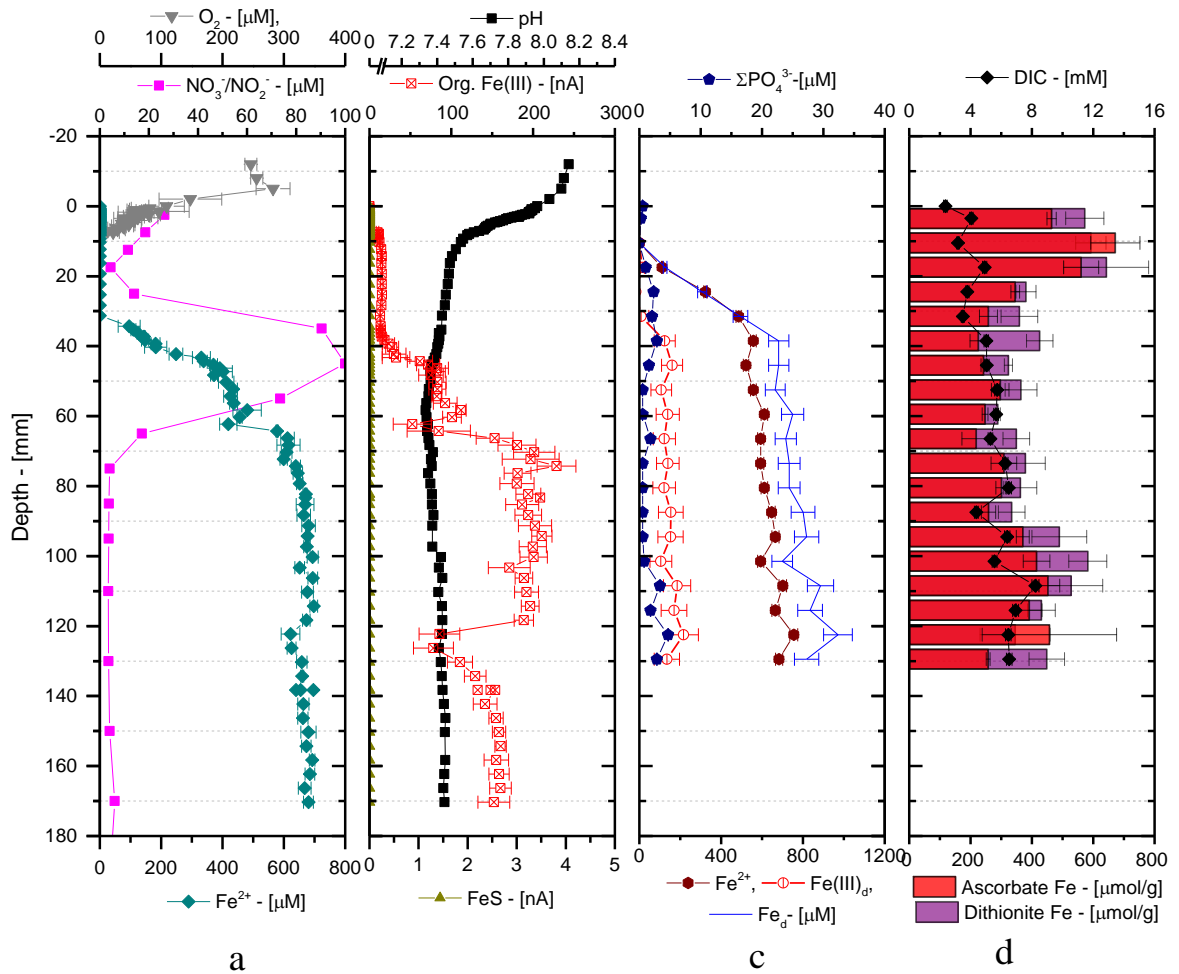 O₂ - [μM],
pH
0 100 200 300 400
0 7.2 7.4 7.6 7.8 8.0 8.2 8.4
NO₃⁻/NO₂⁻ - [μM]
Org. Fe(III) - [nA]
ΣPO₄³⁻-[μM]
DIC - [mM]
0 20 40 60 80 100
0 100 200 300
0 10 20 30 40
4 8 12 16
-20
0
20
40
60
80
100
120
140
160
180
Depth - [mm]
0 200 400 600 800
0 1 2 3 4 5
0 400 800 1200
0 200 400 600 800
Fe²⁺ - [μM]
FeS - [nA]
Fe²⁺, Fe(III)d,
Fed- [μM]
Ascorbate Fe - [μmol/g]
Dithionite Fe - [μmol/g]
a c d